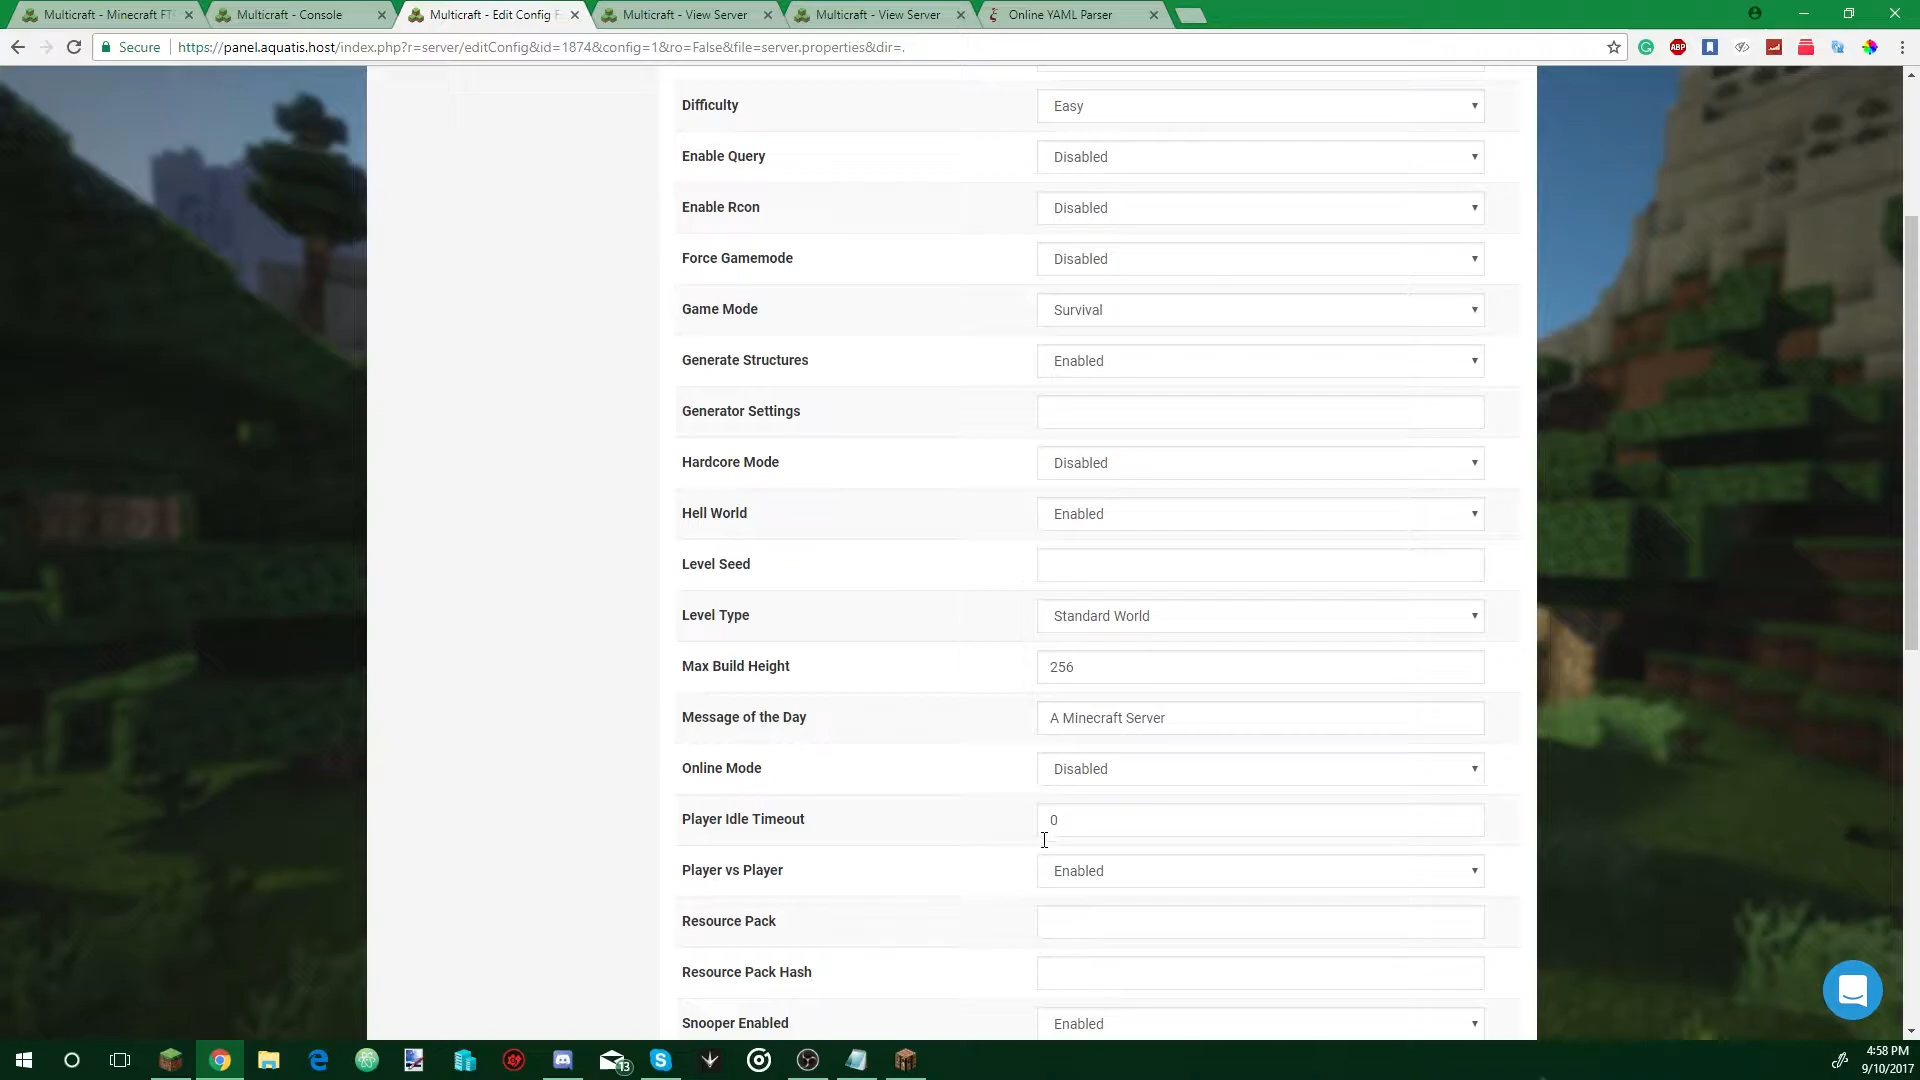 Multicraft - Minecraft FT
Multicraft - Console
Multicraft - Edit Config F
Multicraft - View Server
Multicraft - View Server
Online YAML Parser
Secure
https://panel.aquatis.host/index.php?r=server/editConfig&id=1874&config=1&ro=False&file=server.properties&dir=.
ABP
Difficulty Easy
Enable Query Disabled
Enable Rcon Disabled
Force Gamemode Disabled
Game Mode Survival
Generate Structures Enabled
Generator Settings
Hardcore Mode Disabled
Hell World Enabled
Level Seed
Level Type Standard World
Max Build Height 256
Message of the Day A Minecraft Server
Online Mode Disabled
Player Idle Timeout 0
Player vs Player Enabled
Resource Pack
Resource Pack Hash
Snooper Enabled Enabled
13
4:58 PM
9/10/2017